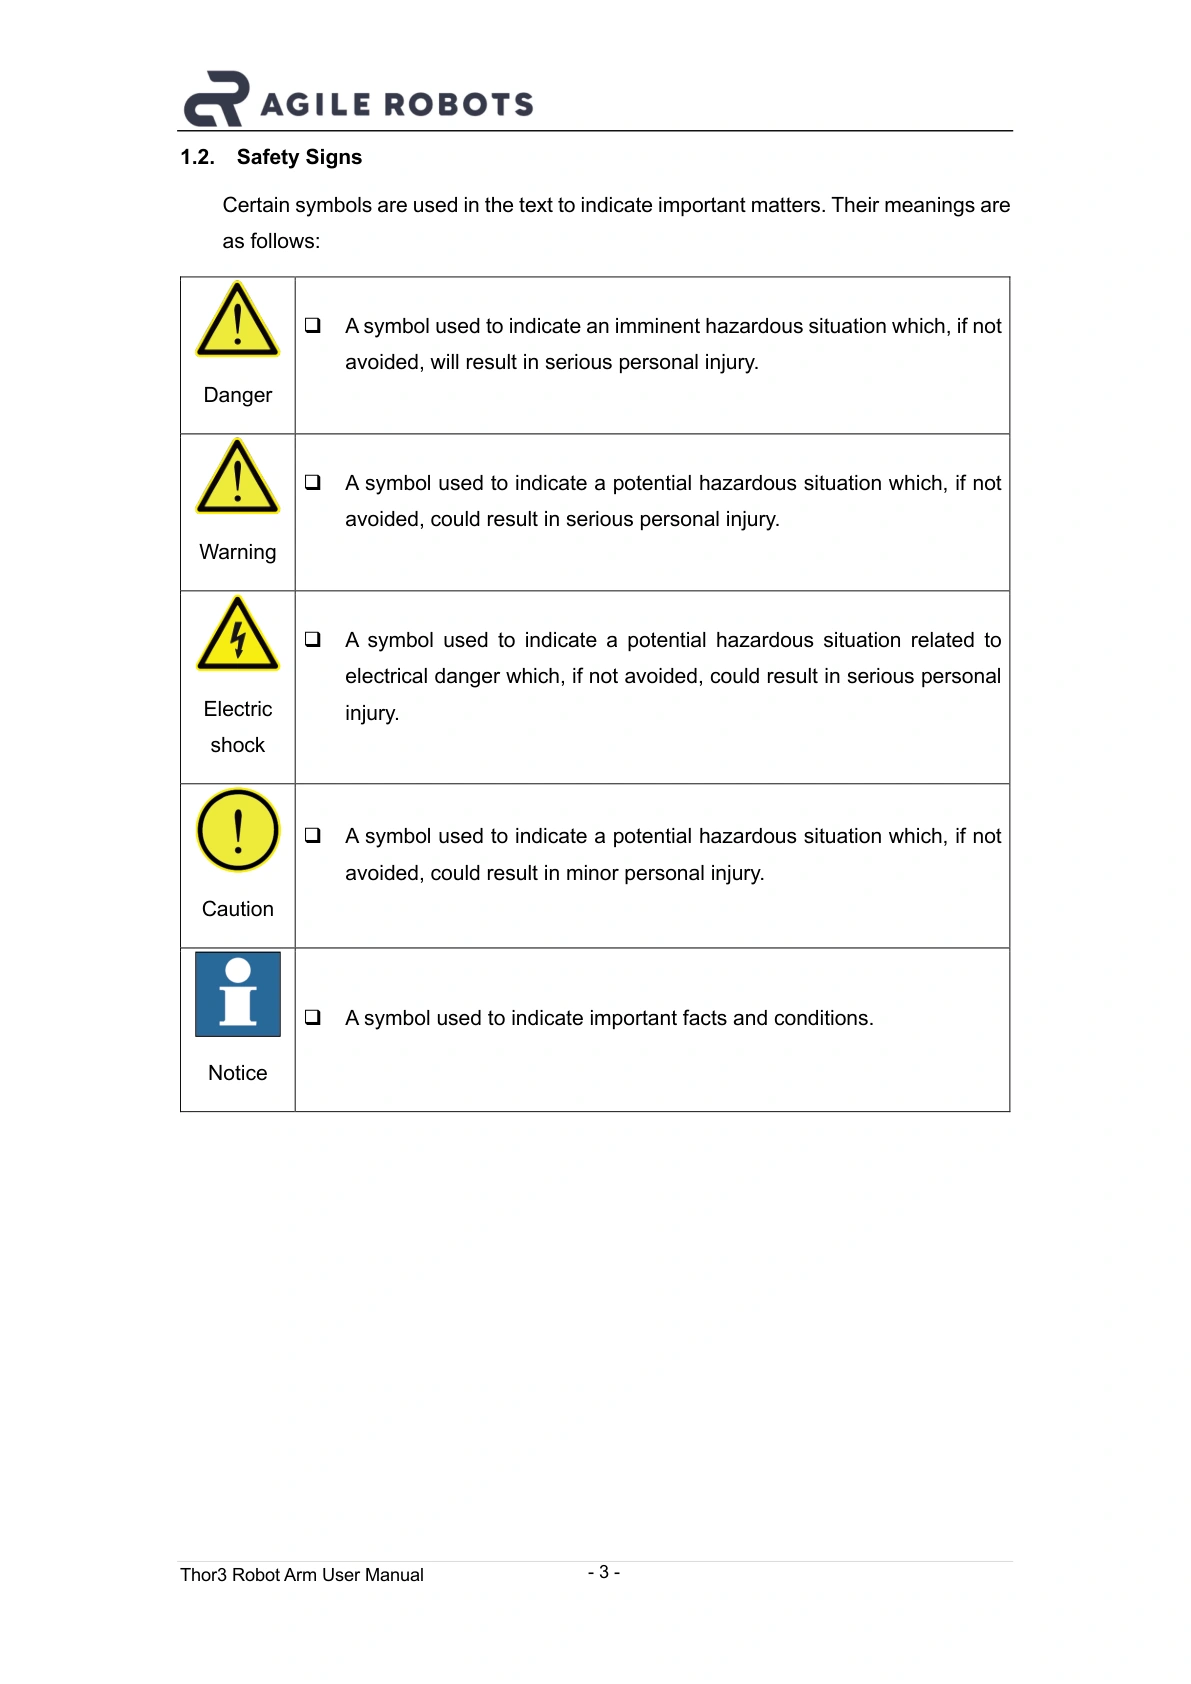 AGILE ROBOTS
1.2. Safety Signs
Certain symbols are used in the text to indicate important matters. Their meanings are
as follows:
Danger
❑ A symbol used to indicate an imminent hazardous situation which, if not
avoided, will result in serious personal injury.
Warning
❑ A symbol used to indicate a potential hazardous situation which, if not
avoided, could result in serious personal injury.
Electric
shock
❑ A symbol used to indicate a potential hazardous situation related to
electrical danger which, if not avoided, could result in serious personal
injury.
Caution
❑ A symbol used to indicate a potential hazardous situation which, if not
avoided, could result in minor personal injury.
Notice
❑ A symbol used to indicate important facts and conditions.
Thor3 Robot Arm User Manual
- 3 -